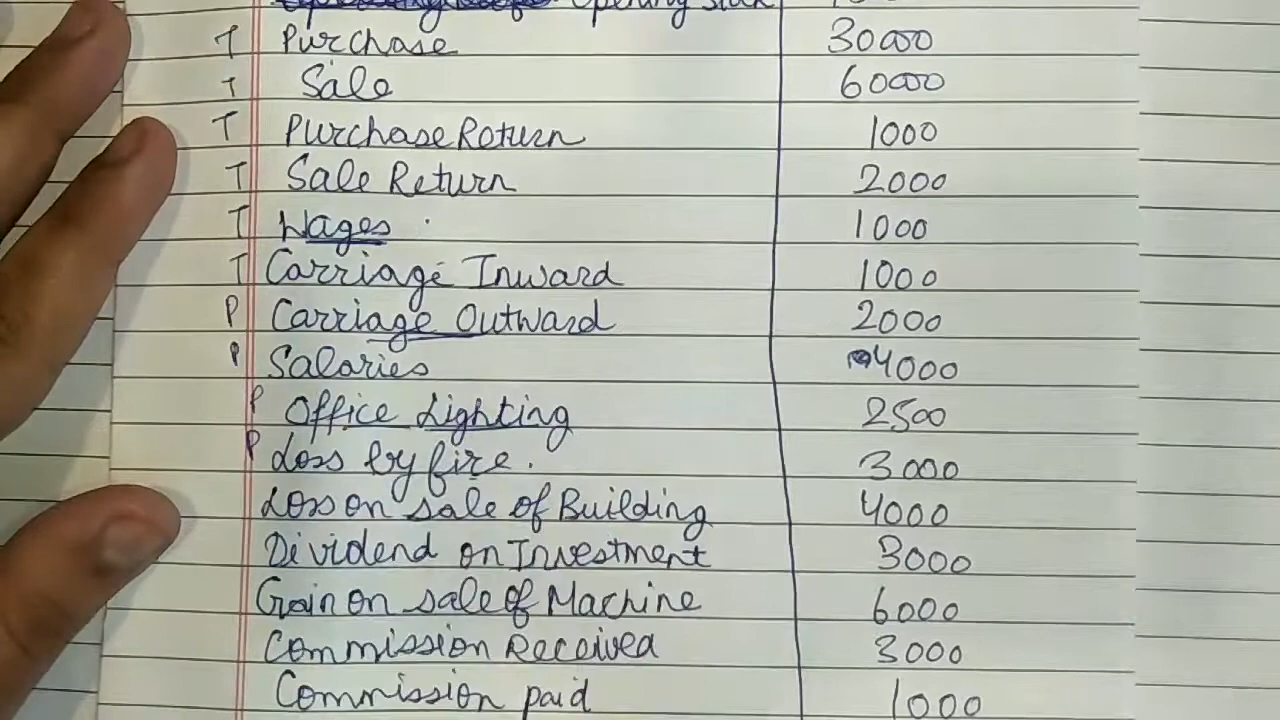 Opening Stock
T Purchase 30000
T Sale 60000
T Purchase Return 1000
T Sale Return 2000
T Wages 1000
T Carriage Inward 1000
P Carriage Outward 2000
P Salaries 4000
P Office Lighting 2500
P Loss by fire. 3000
Loss on sale of Building 4000
Dividend on Investment 3000
Gain on sale of Machine 6000
Commission Received 3000
Commission paid 1000